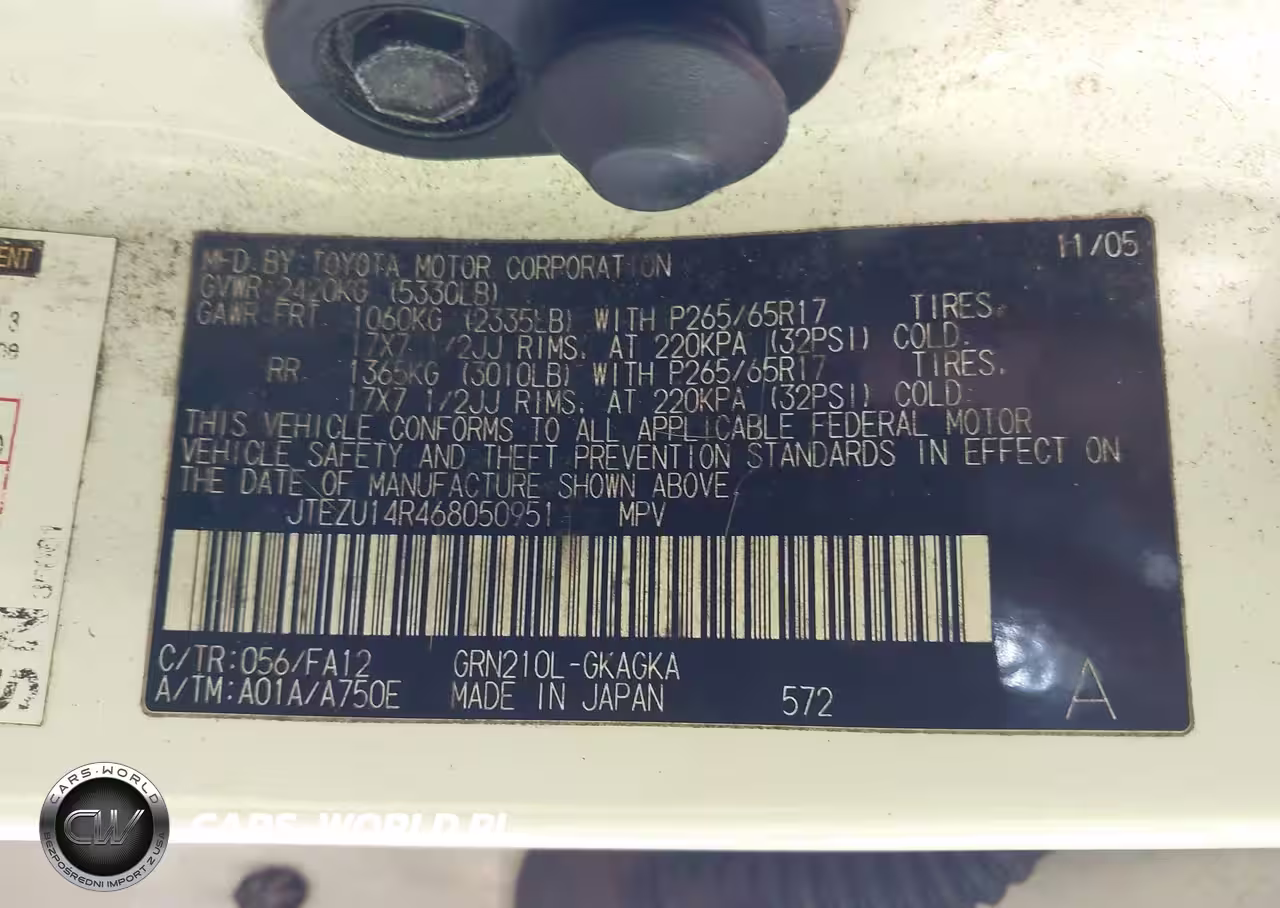 11/05
MFD.BY: TOYOTA MOTOR CORPORATION
GVWR:2420KG (5330LB)
GAWR FRT. 1060KG (2335LB) WITH P265/65R17 TIRES.
17X7 1/2JJ RIMS. AT 220KPA (32PSI) COLD.
RR. 1365KG (3010LB) WITH P265/65R17 TIRES.
17X7 1/2JJ RIMS. AT 220KPA (32PSI) COLD.
THIS VEHICLE CONFORMS TO ALL APPLICABLE FEDERAL MOTOR
VEHICLE SAFETY AND THEFT PREVENTION STANDARDS IN EFFECT ON
THE DATE OF MANUFACTURE SHOWN ABOVE.
JTEZU14R468050951 MPV
C/TR:056/FA12 GRN210L-GKAGKA
A/TM:A01A/A750E MADE IN JAPAN 572 A
CARS·WORLD
CW
BEZPOŚREDNI IMPORT Z USA
CARS-WORLD.PL